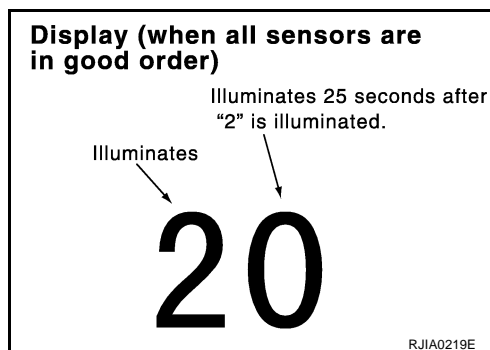 Display (when all sensors are
in good order)
Illuminates 25 seconds after
“2” is illuminated.
Illuminates
20
RJIA0219E